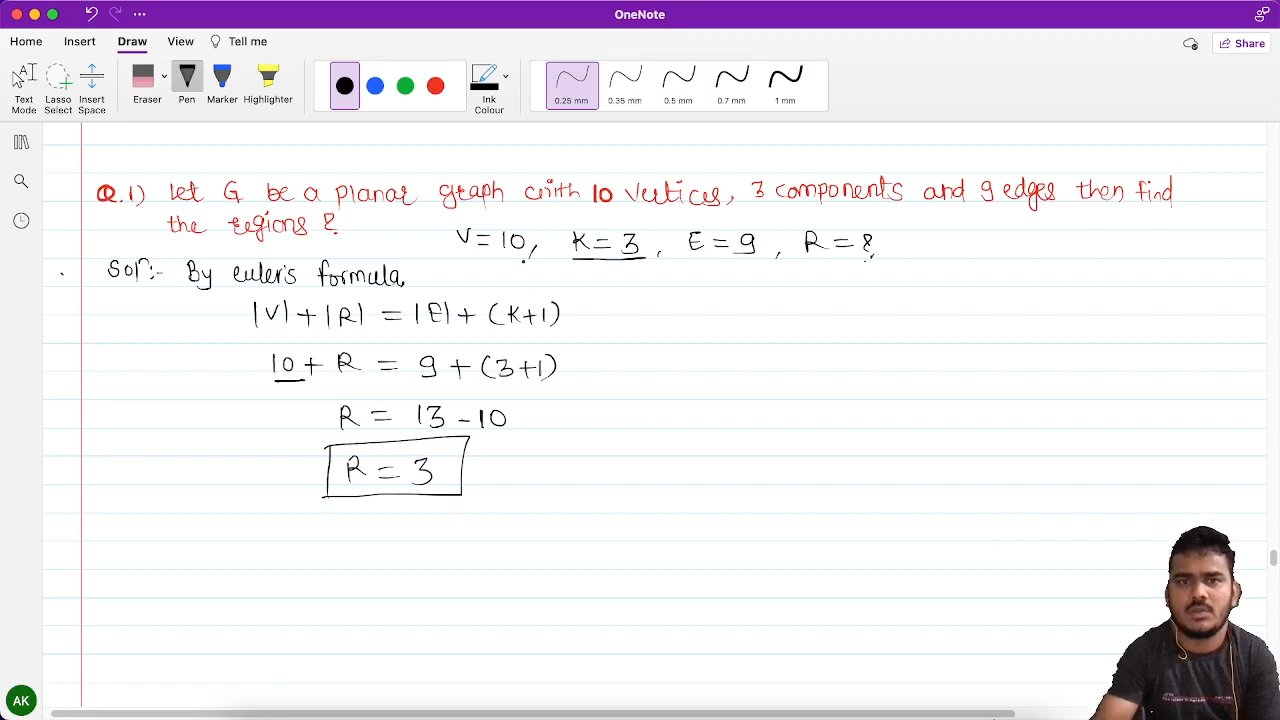 OneNote
Home Insert Draw View Tell me
Share
Text Mode
Lasso Select
Insert Space
Eraser
Pen
Marker
Highlighter
Ink Colour
0.25 mm
0.35 mm
0.5 mm
0.7 mm
1 mm
Q.1) let G be a planar graph with 10 vertices, 3 components and 9 edges then find
the regions ?
V = 10, K = 3, E = 9, R = ?
Solⁿ:- By euler's formula,
|V| + |R| = |E| + (K+1)
10 + R = 9 + (3+1)
R = 13 - 10
R = 3
AK